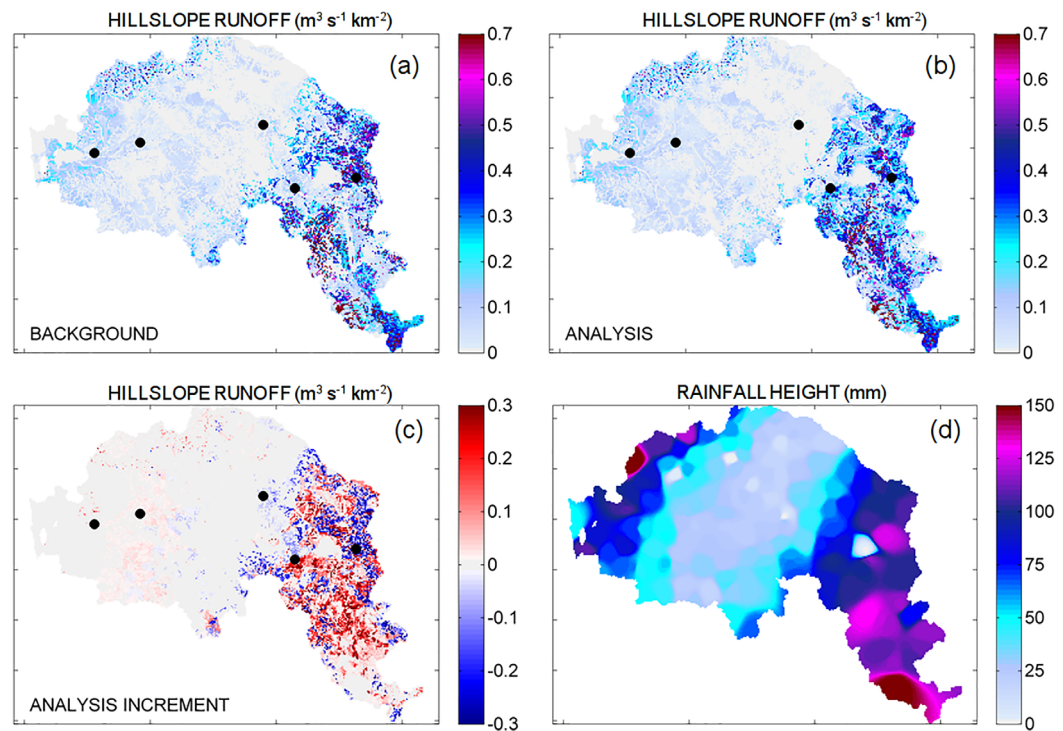 HILLSLOPE RUNOFF (m³ s⁻¹ km⁻²)
(a)
BACKGROUND
0.7
0.6
0.5
0.4
0.3
0.2
0.1
0
HILLSLOPE RUNOFF (m³ s⁻¹ km⁻²)
(b)
ANALYSIS
0.7
0.6
0.5
0.4
0.3
0.2
0.1
0
HILLSLOPE RUNOFF (m³ s⁻¹ km⁻²)
(c)
ANALYSIS INCREMENT
0.3
0.2
0.1
0
-0.1
-0.2
-0.3
RAINFALL HEIGHT (mm)
(d)
150
125
100
75
50
25
0